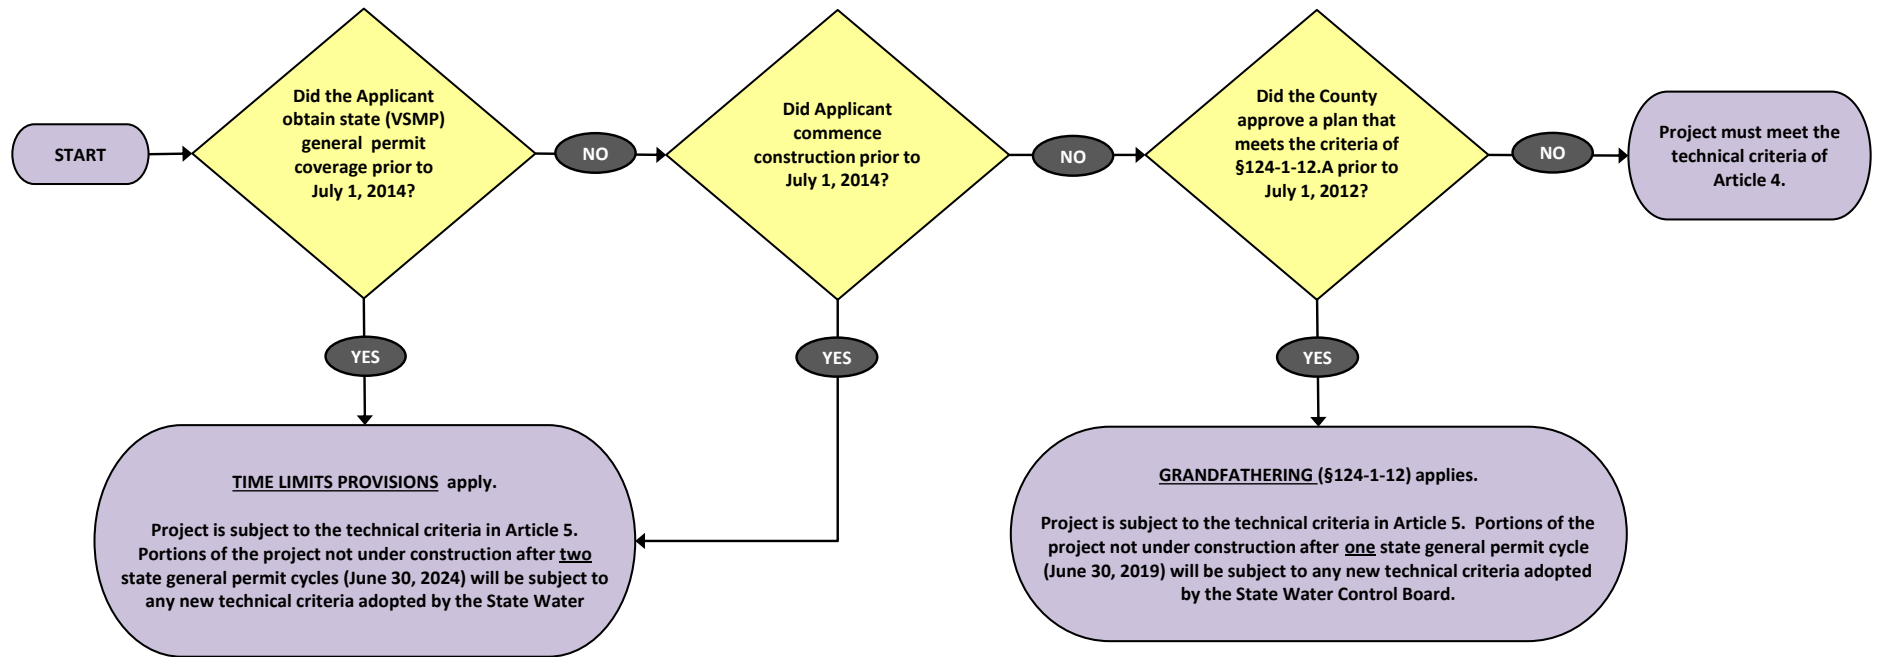 START
Did the Applicant
obtain state (VSMP)
general permit
coverage prior to
July 1, 2014?
NO
Did Applicant
commence
construction prior to
July 1, 2014?
NO
Did the County
approve a plan that
meets the criteria of
§124-1-12.A prior to
July 1, 2012?
NO
Project must meet the
technical criteria of
Article 4.
YES
YES
YES
TIME LIMITS PROVISIONS apply.
Project is subject to the technical criteria in Article 5.
Portions of the project not under construction after two
state general permit cycles (June 30, 2024) will be subject to
any new technical criteria adopted by the State Water
GRANDFATHERING (§124-1-12) applies.
Project is subject to the technical criteria in Article 5. Portions of the
project not under construction after one state general permit cycle
(June 30, 2019) will be subject to any new technical criteria adopted
by the State Water Control Board.